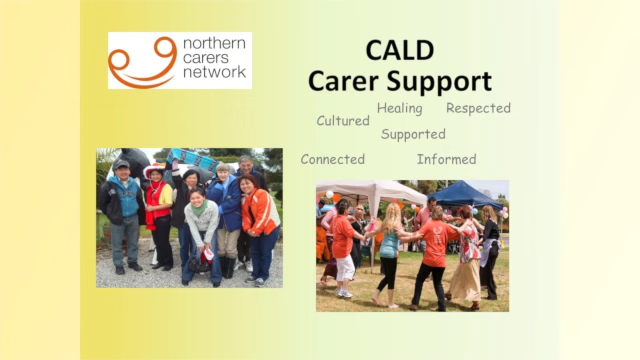 northern
carers
network
CALD
Carer Support
Healing Respected
Cultured
Supported
Connected Informed